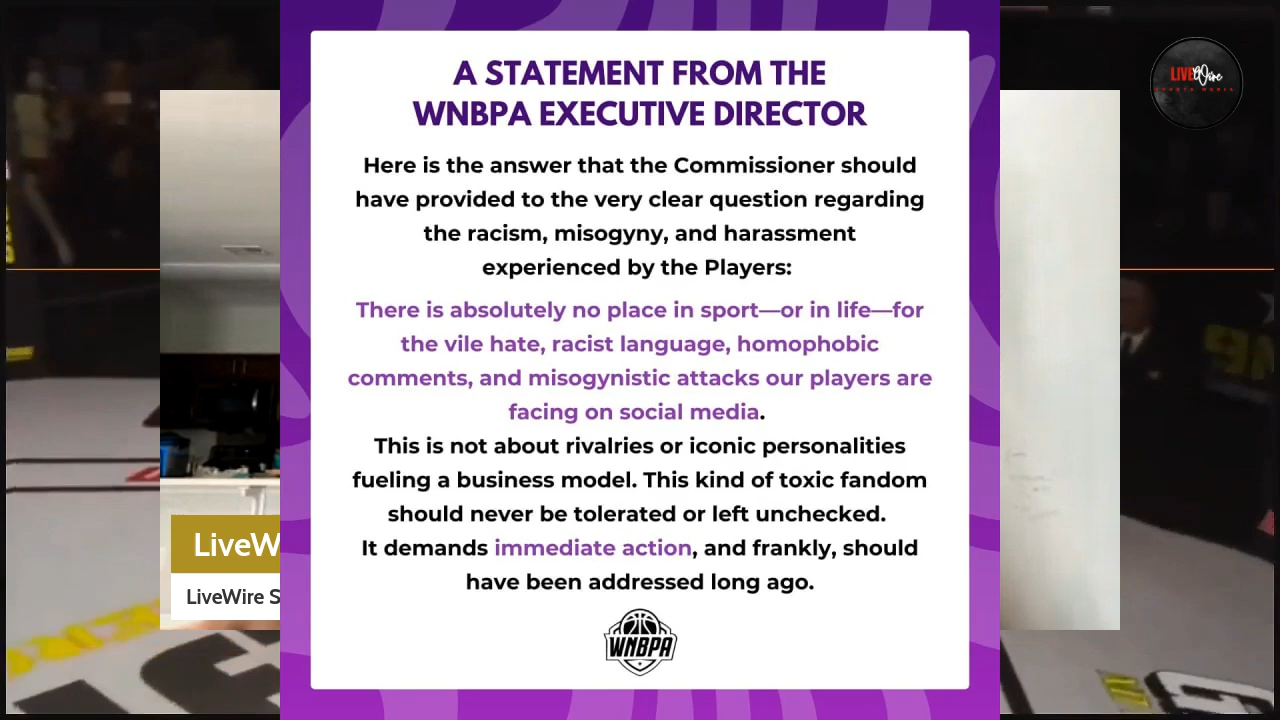 A STATEMENT FROM THE
WNBPA EXECUTIVE DIRECTOR
Here is the answer that the Commissioner should
have provided to the very clear question regarding
the racism, misogyny, and harassment
experienced by the Players:
There is absolutely no place in sport—or in life—for
the vile hate, racist language, homophobic
comments, and misogynistic attacks our players are
facing on social media.
This is not about rivalries or iconic personalities
fueling a business model. This kind of toxic fandom
should never be tolerated or left unchecked.
It demands immediate action, and frankly, should
have been addressed long ago.
WNBPA
LIVEWire
SPORTS MEDIA
LiveW
LiveWire S